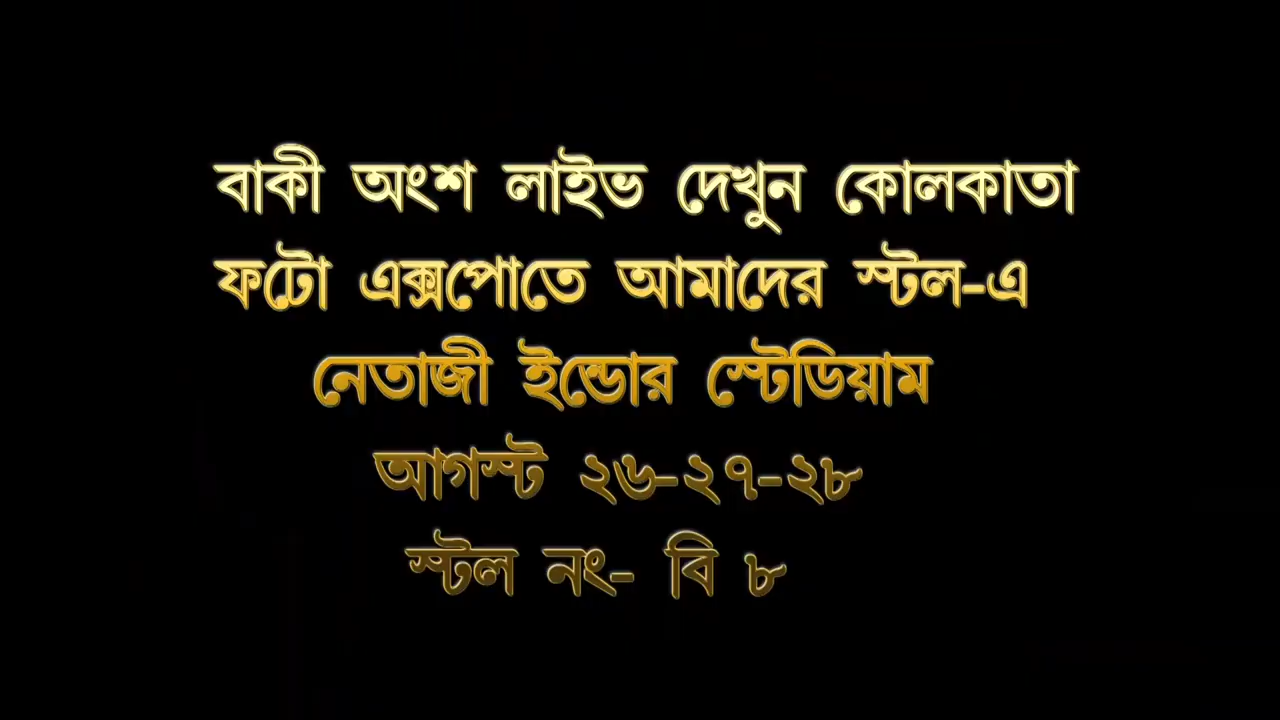 বাকী অংশ লাইভ দেখুন কোলকাতা
ফটো এক্সপোতে আমাদের স্টল-এ
নেতাজী ইন্ডোর স্টেডিয়াম
আগস্ট ২৬-২৭-২৮
স্টল নং- বি ৮